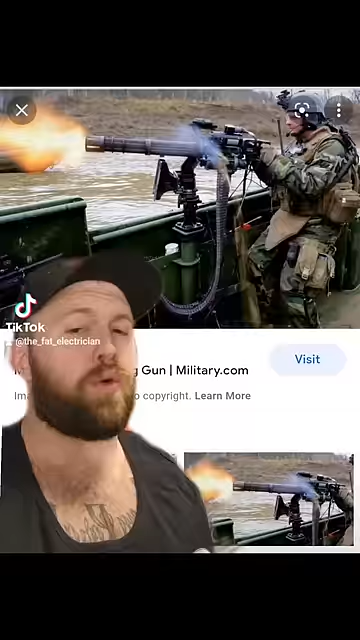 TikTok
@the_fat_electrician
Gun | Military.com
Visit
copyright. Learn More